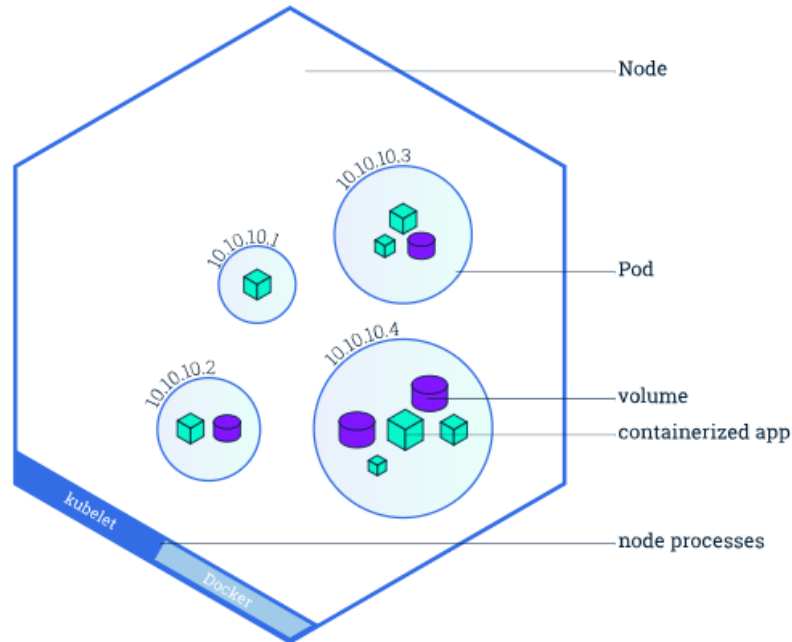 Node
10.10.10.3
10.10.10.1
Pod
10.10.10.4
10.10.10.2
volume
containerized app
kubelet
node processes
Docker